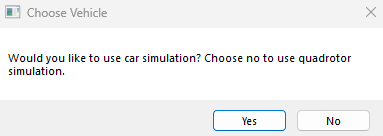 Choose Vehicle
Would you like to use car simulation? Choose no to use quadrotor
simulation.
Yes
No